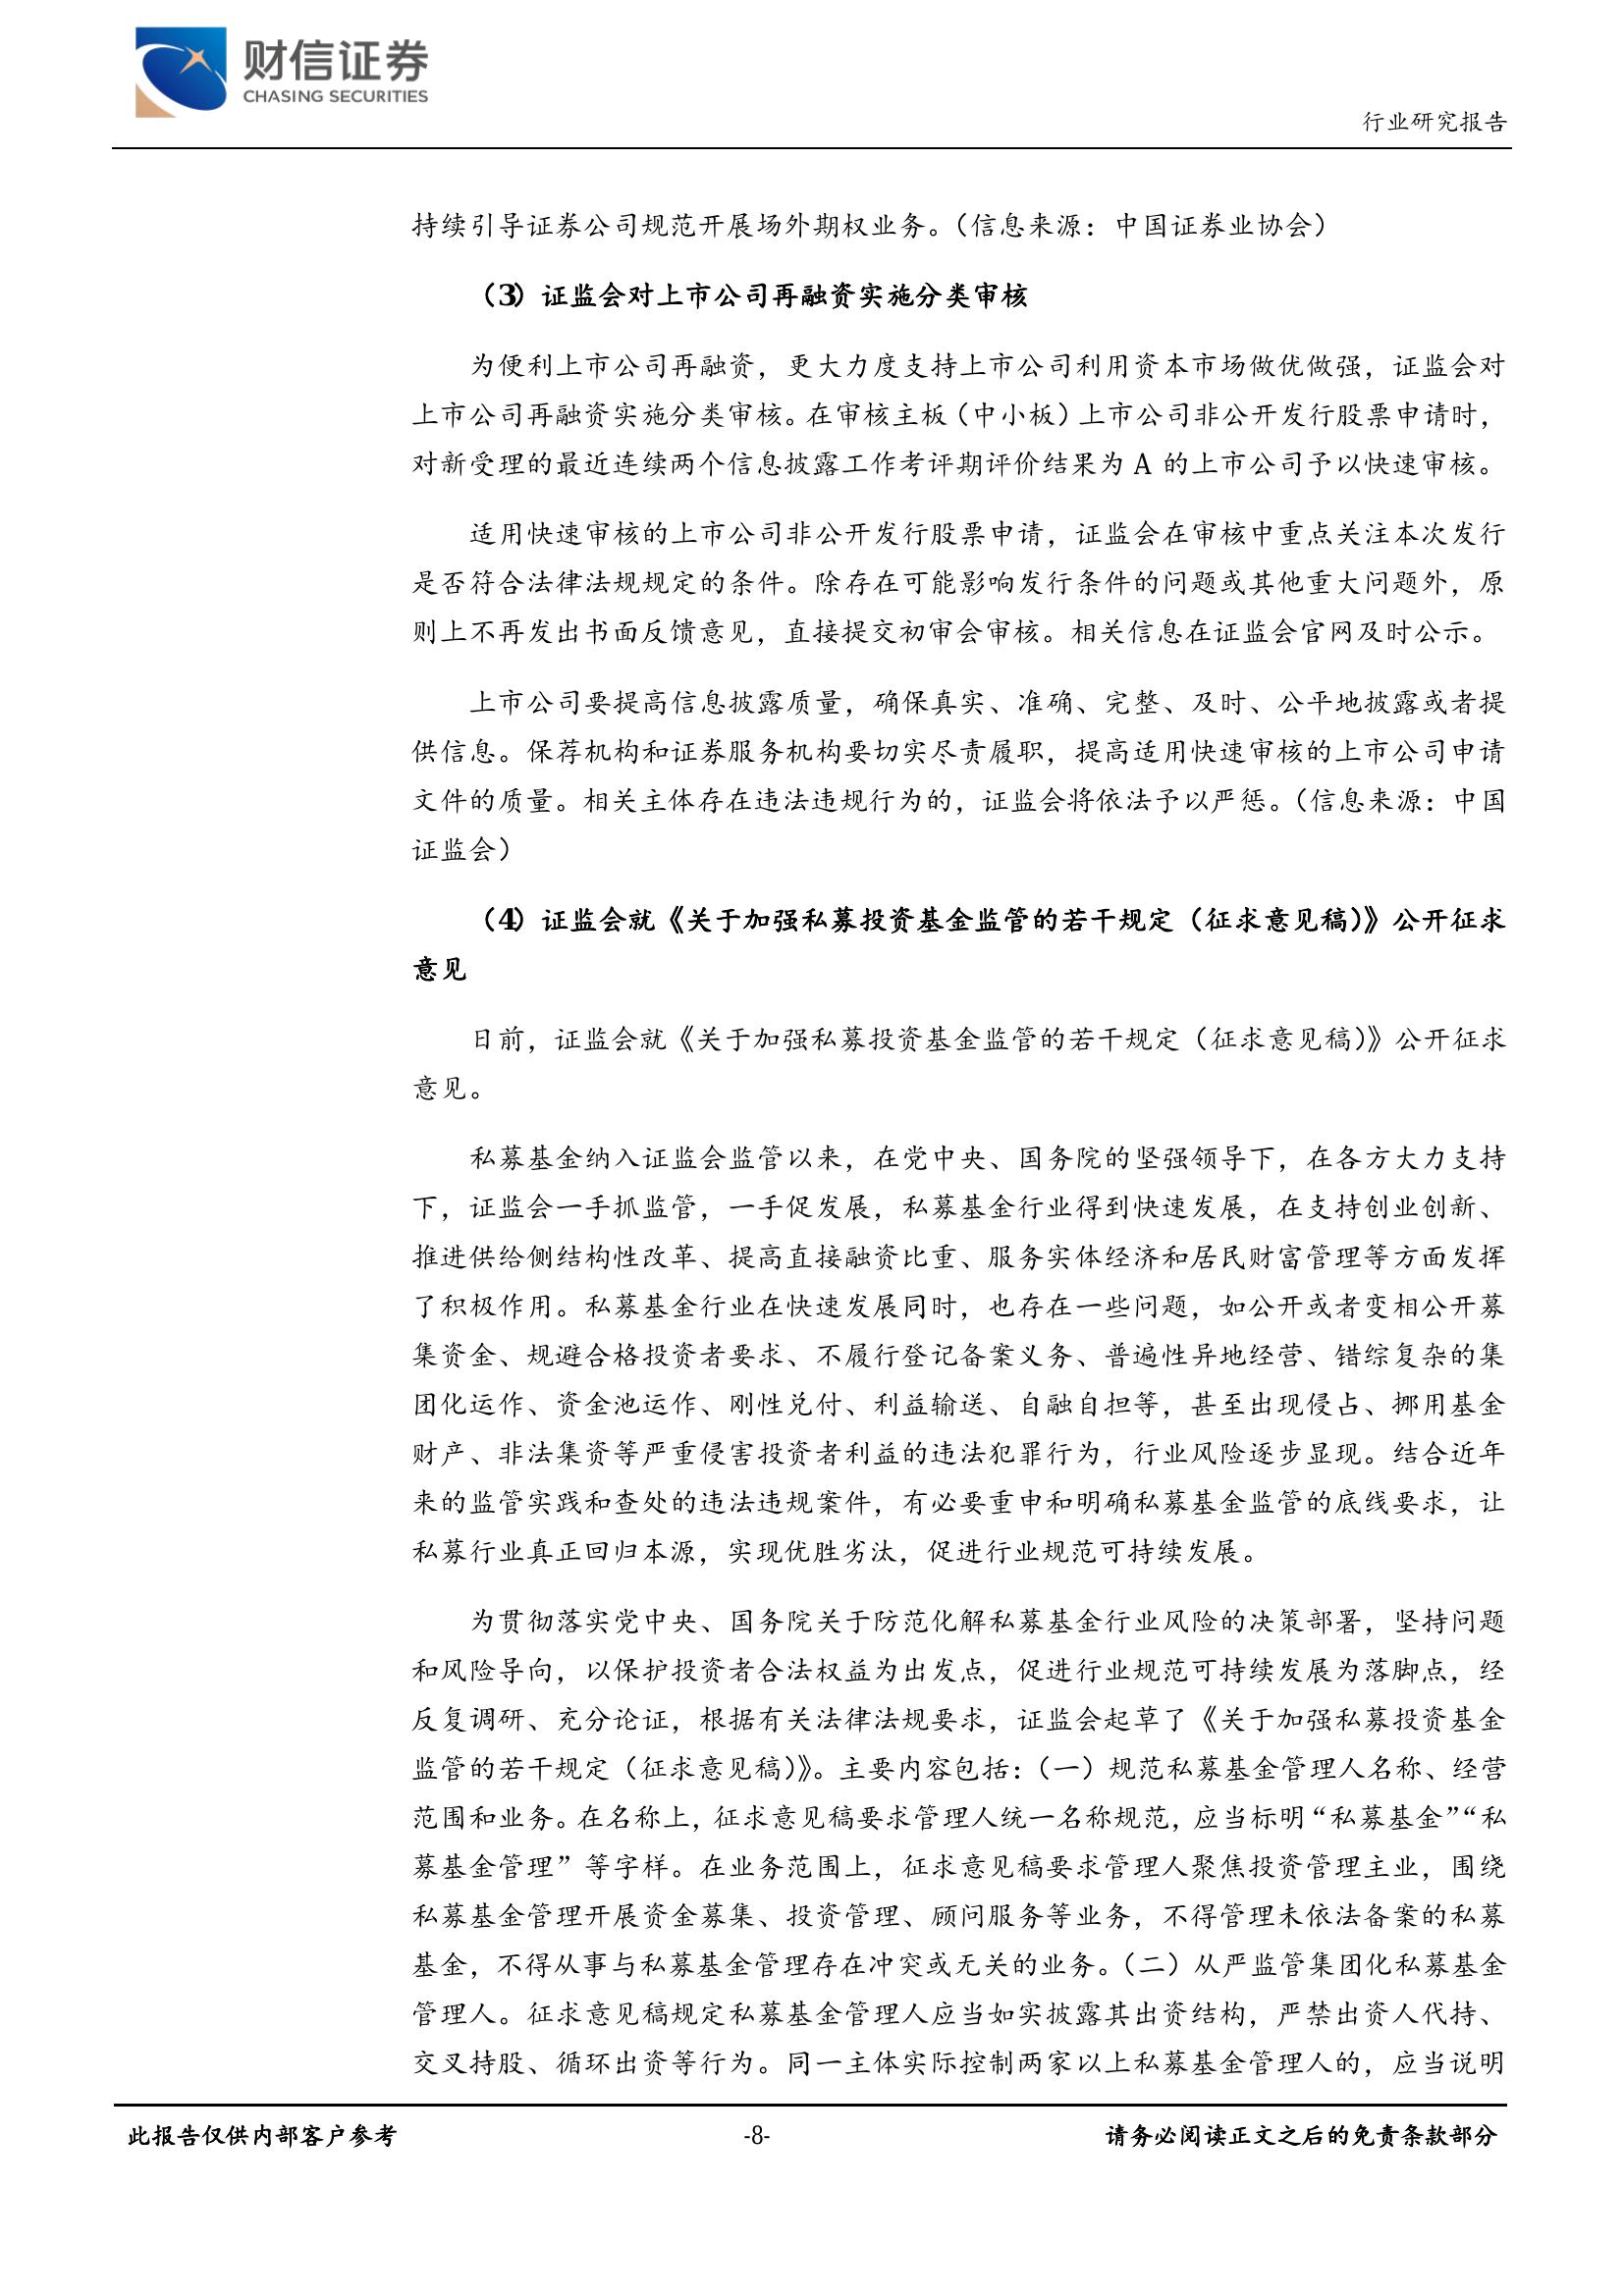 财信证券
CHASING SECURITIES
行业研究报告
持续引导证券公司规范开展场外期权业务。（信息来源：中国证券业协会）
（3）证监会对上市公司再融资实施分类审核
为便利上市公司再融资，更大力度支持上市公司利用资本市场做优做强，证监会对
上市公司再融资实施分类审核。在审核主板（中小板）上市公司非公开发行股票申请时，
对新受理的最近连续两个信息披露工作考评期评价结果为 A 的上市公司予以快速审核。
适用快速审核的上市公司非公开发行股票申请，证监会在审核中重点关注本次发行
是否符合法律法规规定的条件。除存在可能影响发行条件的问题或其他重大问题外，原
则上不再发出书面反馈意见，直接提交初审会审核。相关信息在证监会官网及时公示。
上市公司要提高信息披露质量，确保真实、准确、完整、及时、公平地披露或者提
供信息。保荐机构和证券服务机构要切实尽责履职，提高适用快速审核的上市公司申请
文件的质量。相关主体存在违法违规行为的，证监会将依法予以严惩。（信息来源：中国
证监会）
（4）证监会就《关于加强私募投资基金监管的若干规定（征求意见稿）》公开征求
意见
日前，证监会就《关于加强私募投资基金监管的若干规定（征求意见稿）》公开征求
意见。
私募基金纳入证监会监管以来，在党中央、国务院的坚强领导下，在各方大力支持
下，证监会一手抓监管，一手促发展，私募基金行业得到快速发展，在支持创业创新、
推进供给侧结构性改革、提高直接融资比重、服务实体经济和居民财富管理等方面发挥
了积极作用。私募基金行业在快速发展同时，也存在一些问题，如公开或者变相公开募
集资金、规避合格投资者要求、不履行登记备案义务、普遍性异地经营、错综复杂的集
团化运作、资金池运作、刚性兑付、利益输送、自融自担等，甚至出现侵占、挪用基金
财产、非法集资等严重侵害投资者利益的违法犯罪行为，行业风险逐步显现。结合近年
来的监管实践和查处的违法违规案件，有必要重申和明确私募基金监管的底线要求，让
私募行业真正回归本源，实现优胜劣汰，促进行业规范可持续发展。
为贯彻落实党中央、国务院关于防范化解私募基金行业风险的决策部署，坚持问题
和风险导向，以保护投资者合法权益为出发点，促进行业规范可持续发展为落脚点，经
反复调研、充分论证，根据有关法律法规要求，证监会起草了《关于加强私募投资基金
监管的若干规定（征求意见稿）》。主要内容包括：（一）规范私募基金管理人名称、经营
范围和业务。在名称上，征求意见稿要求管理人统一名称规范，应当标明“私募基金”“私
募基金管理”等字样。在业务范围上，征求意见稿要求管理人聚焦投资管理主业，围绕
私募基金管理开展资金募集、投资管理、顾问服务等业务，不得管理未依法备案的私募
基金，不得从事与私募基金管理存在冲突或无关的业务。（二）从严监管集团化私募基金
管理人。征求意见稿规定私募基金管理人应当如实披露其出资结构，严禁出资人代持、
交叉持股、循环出资等行为。同一主体实际控制两家以上私募基金管理人的，应当说明
此报告仅供内部客户参考
-8-
请务必阅读正文之后的免责条款部分